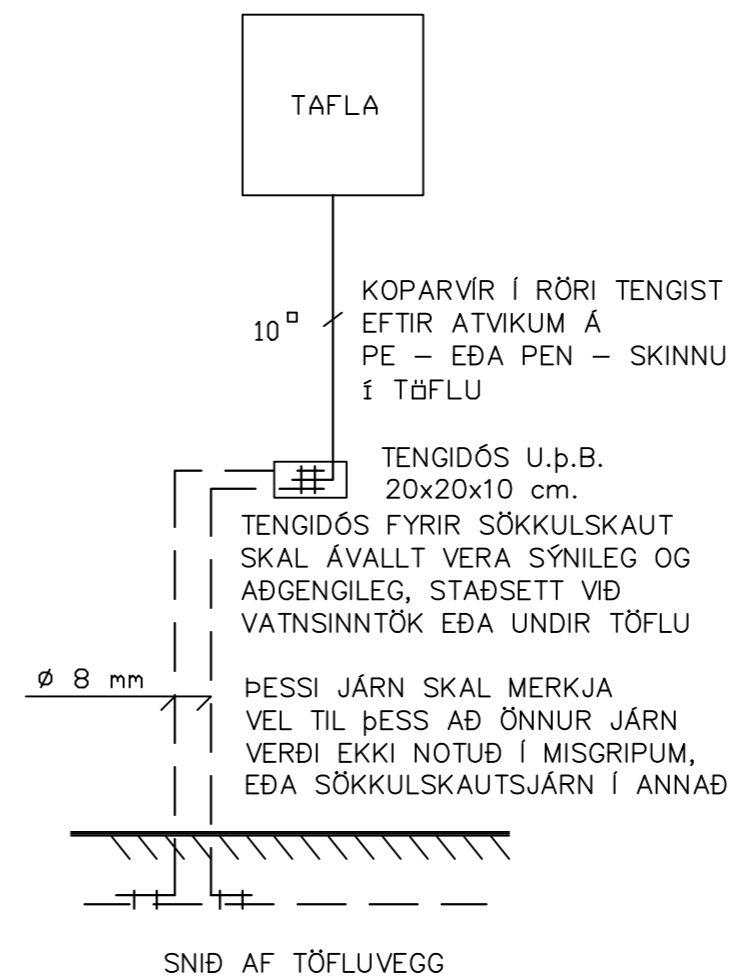 TAFLA
KOPARVÍR Í RÖRI TENGIST
EFTIR ATVIKUM Á
PE – EÐA PEN – SKINNU
Í TÖFLU
10 □
TENGIDÓS U.þ.B.
20x20x10 cm.
TENGIDÓS FYRIR SÖKKULSKAUT
SKAL ÁVALLT VERA SÝNILEG OG
AÐGENGILEG, STAÐSETT VIÐ
VATNSINNTÖK EÐA UNDIR TÖFLU
ø 8 mm
ÞESSI JÁRN SKAL MERKJA
VEL TIL þESS AÐ ÖNNUR JÁRN
VERÐI EKKI NOTUÐ Í MISGRIPUM,
EÐA SÖKKULSKAUTSJÁRN Í ANNAÐ
SNIÐ AF TÖFLUVEGG